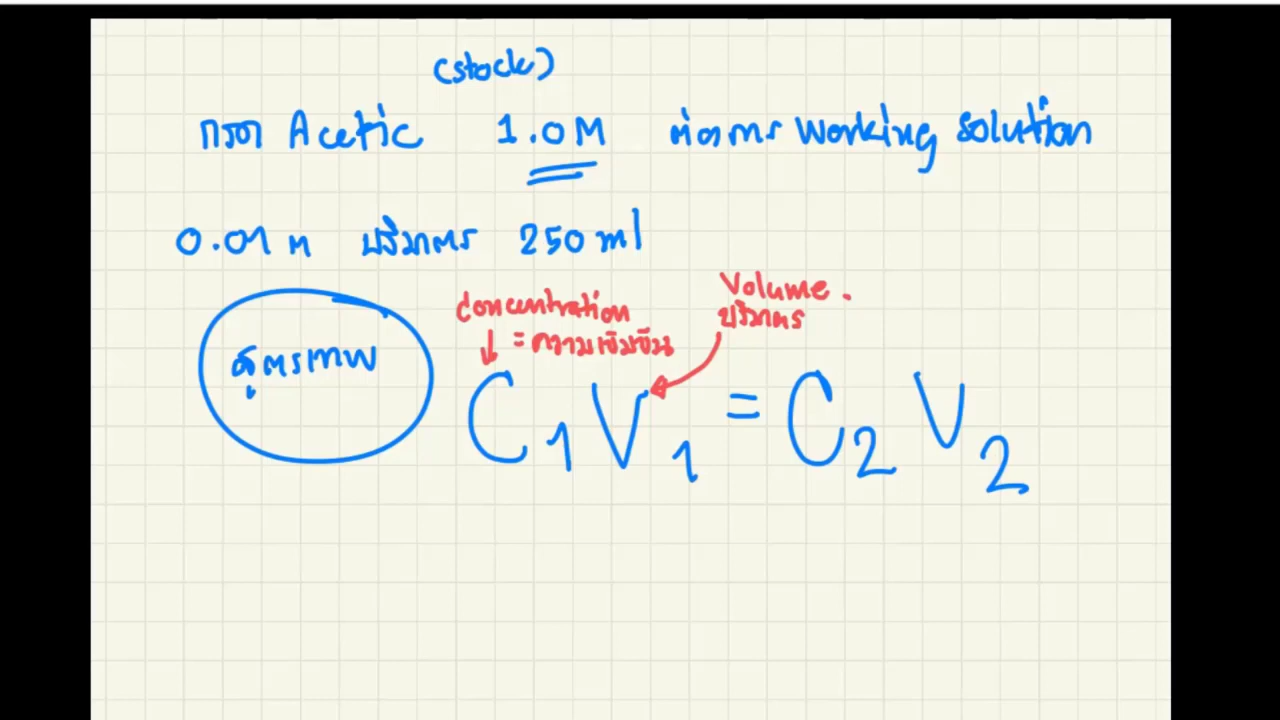 (stock)
กรด Acetic 1.0 M ต้องการ working solution
0.01 M ปริมาตร 250 ml
Volume.
concentration ปริมาตร
สูตรเทพ = ความเข้มข้น
C₁V₁ = C₂V₂